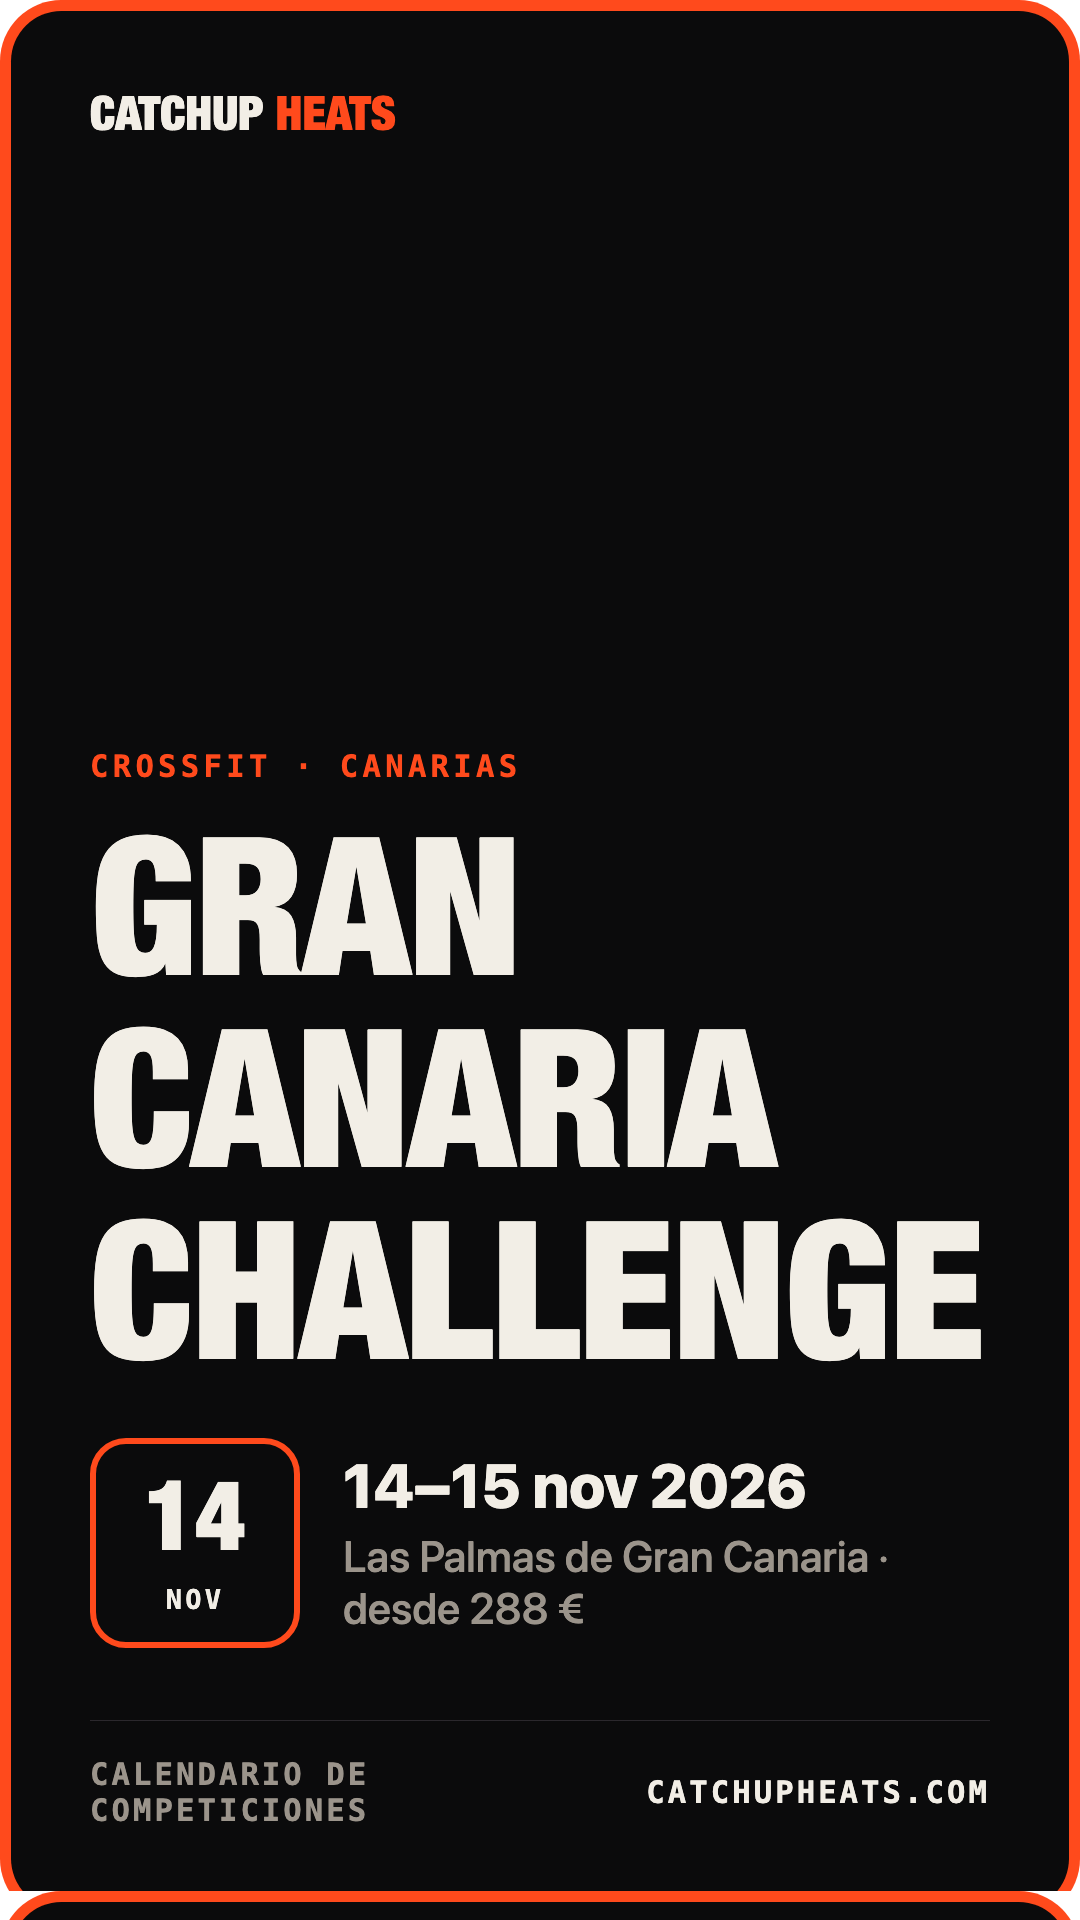 CATCHUP HEATS
CROSSFIT · CANARIAS
GRAN
CANARIA
CHALLENGE
14
NOV
14–15 nov 2026
Las Palmas de Gran Canaria ·
desde 288 €
CALENDARIO DE
COMPETICIONES
CATCHUPHEATS.COM